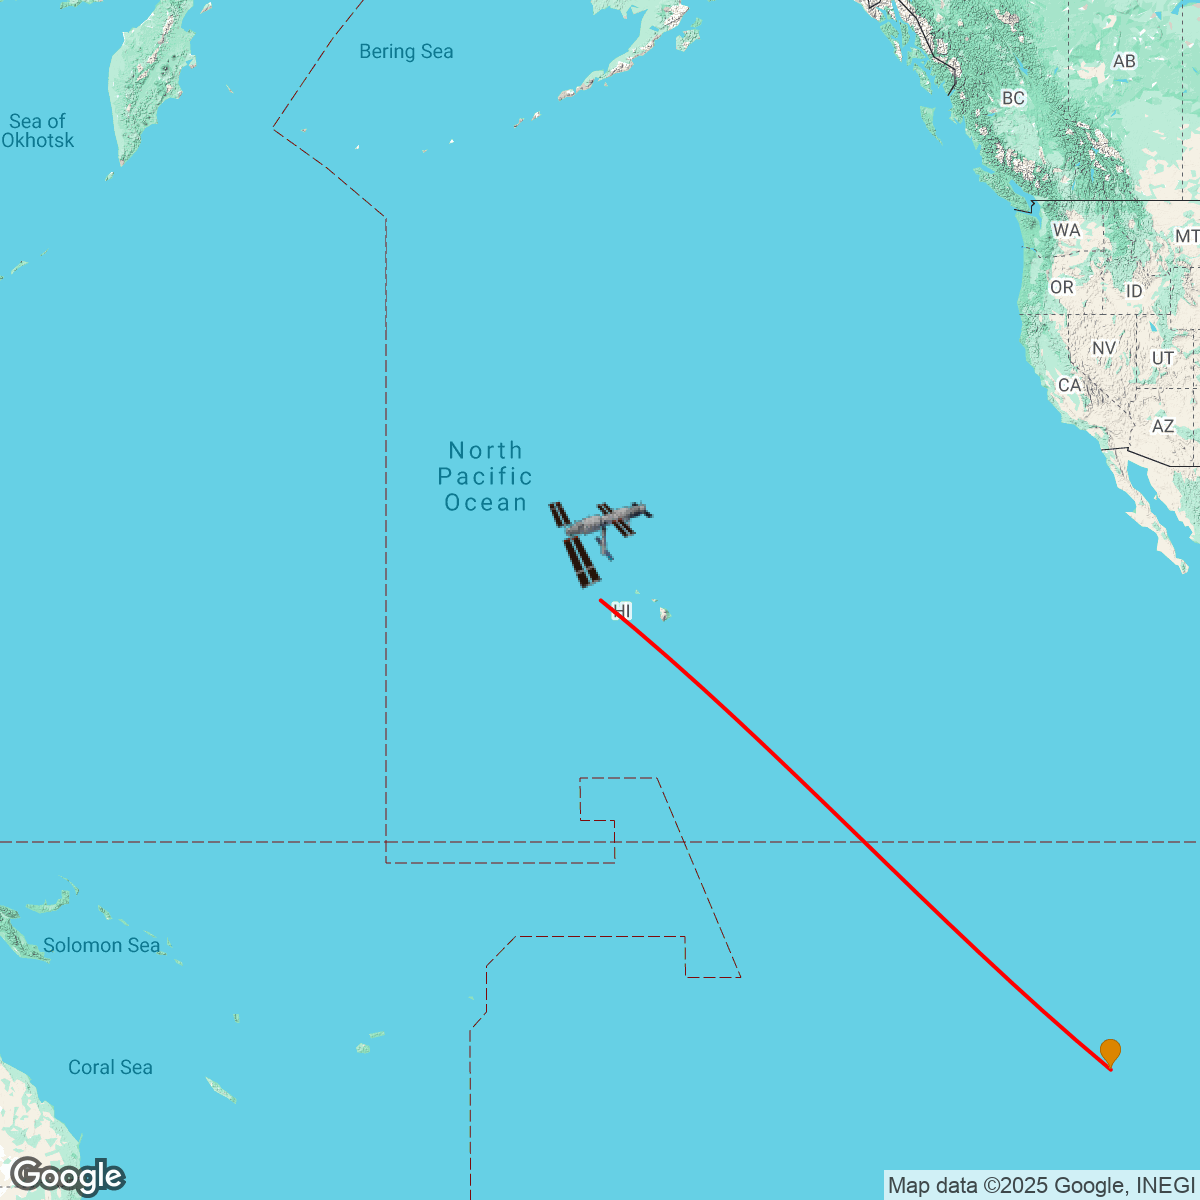 Bering Sea
AB
BC
Sea of
Okhotsk
WA
MT
OR
ID
NV
UT
CA
AZ
North
Pacific
Ocean
HI
Solomon Sea
Coral Sea
Google
Map data ©2025 Google, INEGI